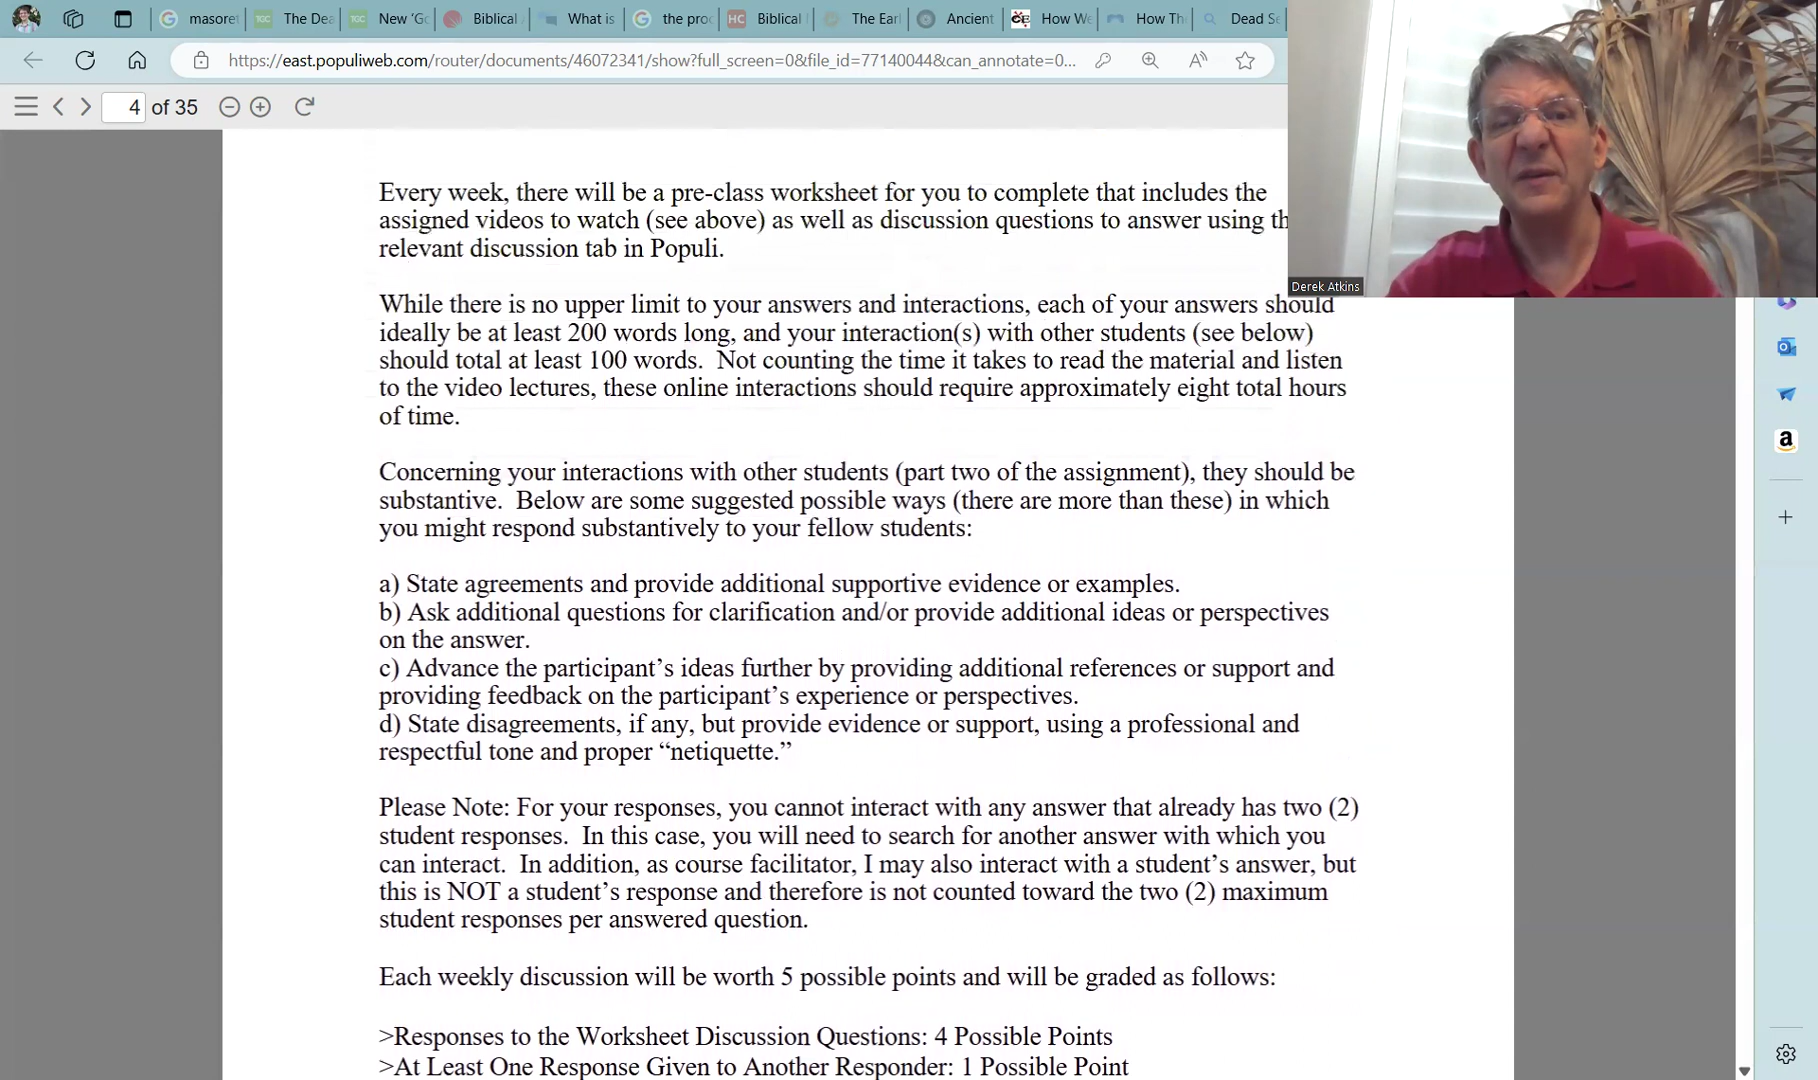 masoret
The Dea
New 'Go
Biblical
What is
the proc
Biblical
The Earl
Ancient
How We
How Th
Dead Se
https://east.populiweb.com/router/documents/46072341/show?full_screen=0&file_id=77140044&can_annotate=0...
4 of 35
Every week, there will be a pre-class worksheet for you to complete that includes the
assigned videos to watch (see above) as well as discussion questions to answer using th
relevant discussion tab in Populi.
Derek Atkins
While there is no upper limit to your answers and interactions, each of your answers should
ideally be at least 200 words long, and your interaction(s) with other students (see below)
should total at least 100 words.  Not counting the time it takes to read the material and listen
to the video lectures, these online interactions should require approximately eight total hours
of time.
Concerning your interactions with other students (part two of the assignment), they should be
substantive.  Below are some suggested possible ways (there are more than these) in which
you might respond substantively to your fellow students:
a) State agreements and provide additional supportive evidence or examples.
b) Ask additional questions for clarification and/or provide additional ideas or perspectives
on the answer.
c) Advance the participant’s ideas further by providing additional references or support and
providing feedback on the participant’s experience or perspectives.
d) State disagreements, if any, but provide evidence or support, using a professional and
respectful tone and proper “netiquette.”
Please Note: For your responses, you cannot interact with any answer that already has two (2)
student responses.  In this case, you will need to search for another answer with which you
can interact.  In addition, as course facilitator, I may also interact with a student’s answer, but
this is NOT a student’s response and therefore is not counted toward the two (2) maximum
student responses per answered question.
Each weekly discussion will be worth 5 possible points and will be graded as follows:
>Responses to the Worksheet Discussion Questions: 4 Possible Points
>At Least One Response Given to Another Responder: 1 Possible Point